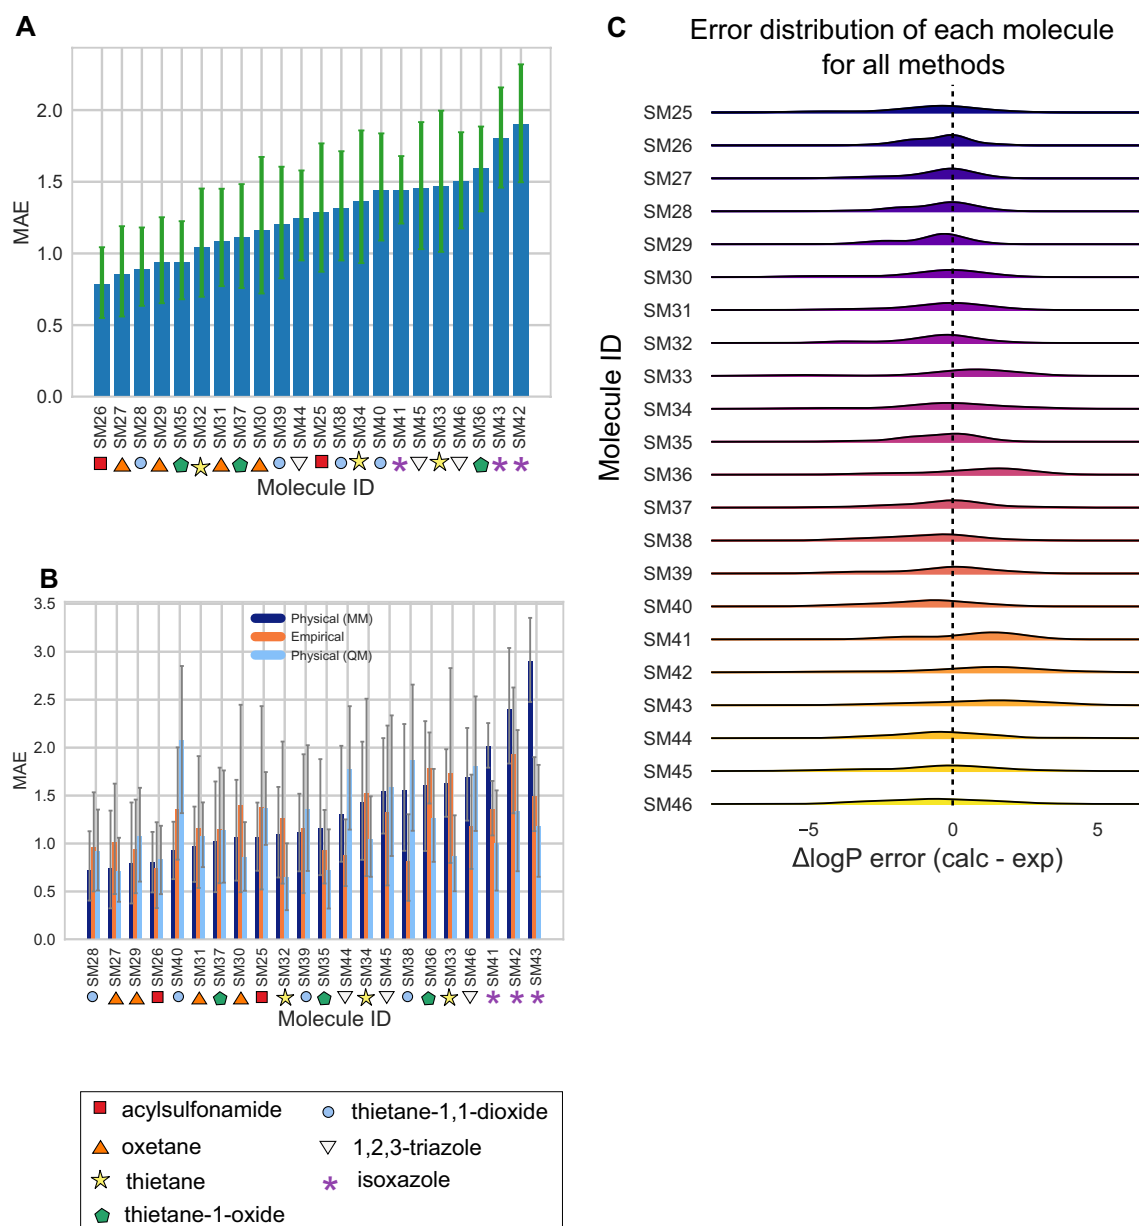 A
2.0
1.5
1.0
0.5
0.0
MAE
SM26 SM27 SM28 SM29 SM35 SM32 SM31 SM37 SM30 SM39 SM44 SM25 SM38 SM34 SM40 SM41 SM45 SM33 SM46 SM36 SM43 SM42
Molecule ID
B
3.5
3.0
2.5
2.0
1.5
1.0
0.5
0.0
MAE
Physical (MM)
Empirical
Physical (QM)
SM28 SM27 SM29 SM26 SM40 SM31 SM37 SM30 SM25 SM32 SM39 SM35 SM44 SM34 SM45 SM38 SM36 SM33 SM46 SM41 SM42 SM43
Molecule ID
acylsulfonamide
oxetane
thietane
thietane-1-oxide
thietane-1,1-dioxide
1,2,3-triazole
isoxazole
C
Error distribution of each molecule
for all methods
Molecule ID
SM25
SM26
SM27
SM28
SM29
SM30
SM31
SM32
SM33
SM34
SM35
SM36
SM37
SM38
SM39
SM40
SM41
SM42
SM43
SM44
SM45
SM46
−5 0 5
ΔlogP error (calc - exp)